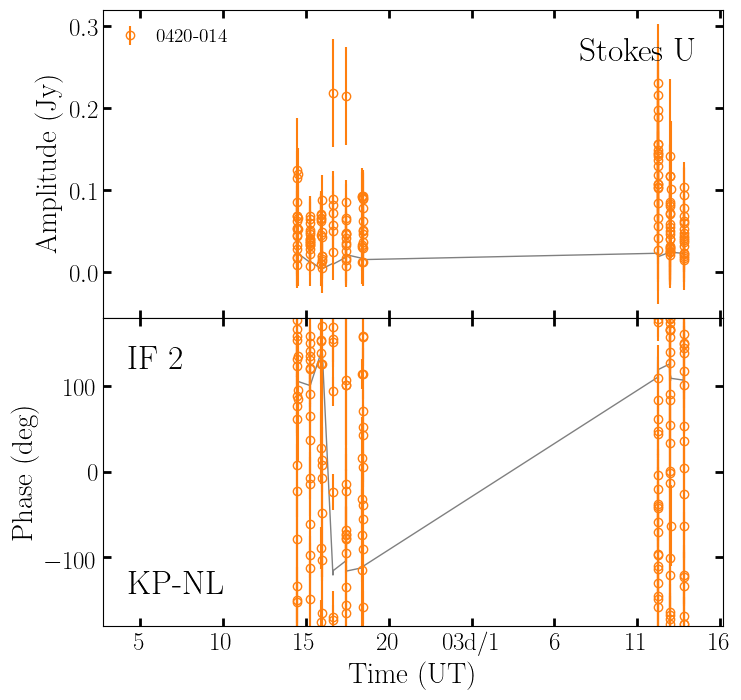 0.3
0420-014
Stokes U
0.2
0.1
0.0
Amplitude (Jy)
IF 2
100
0
−100
Phase (deg)
KP-NL
5 10 15 20 03d/1 6 11 16
Time (UT)